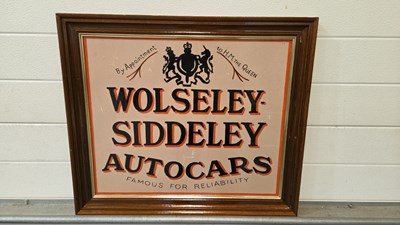 By Appointment to H.M. the Queen
WOLSELEY-
SIDDELEY
AUTOCARS
FAMOUS FOR RELIABILITY